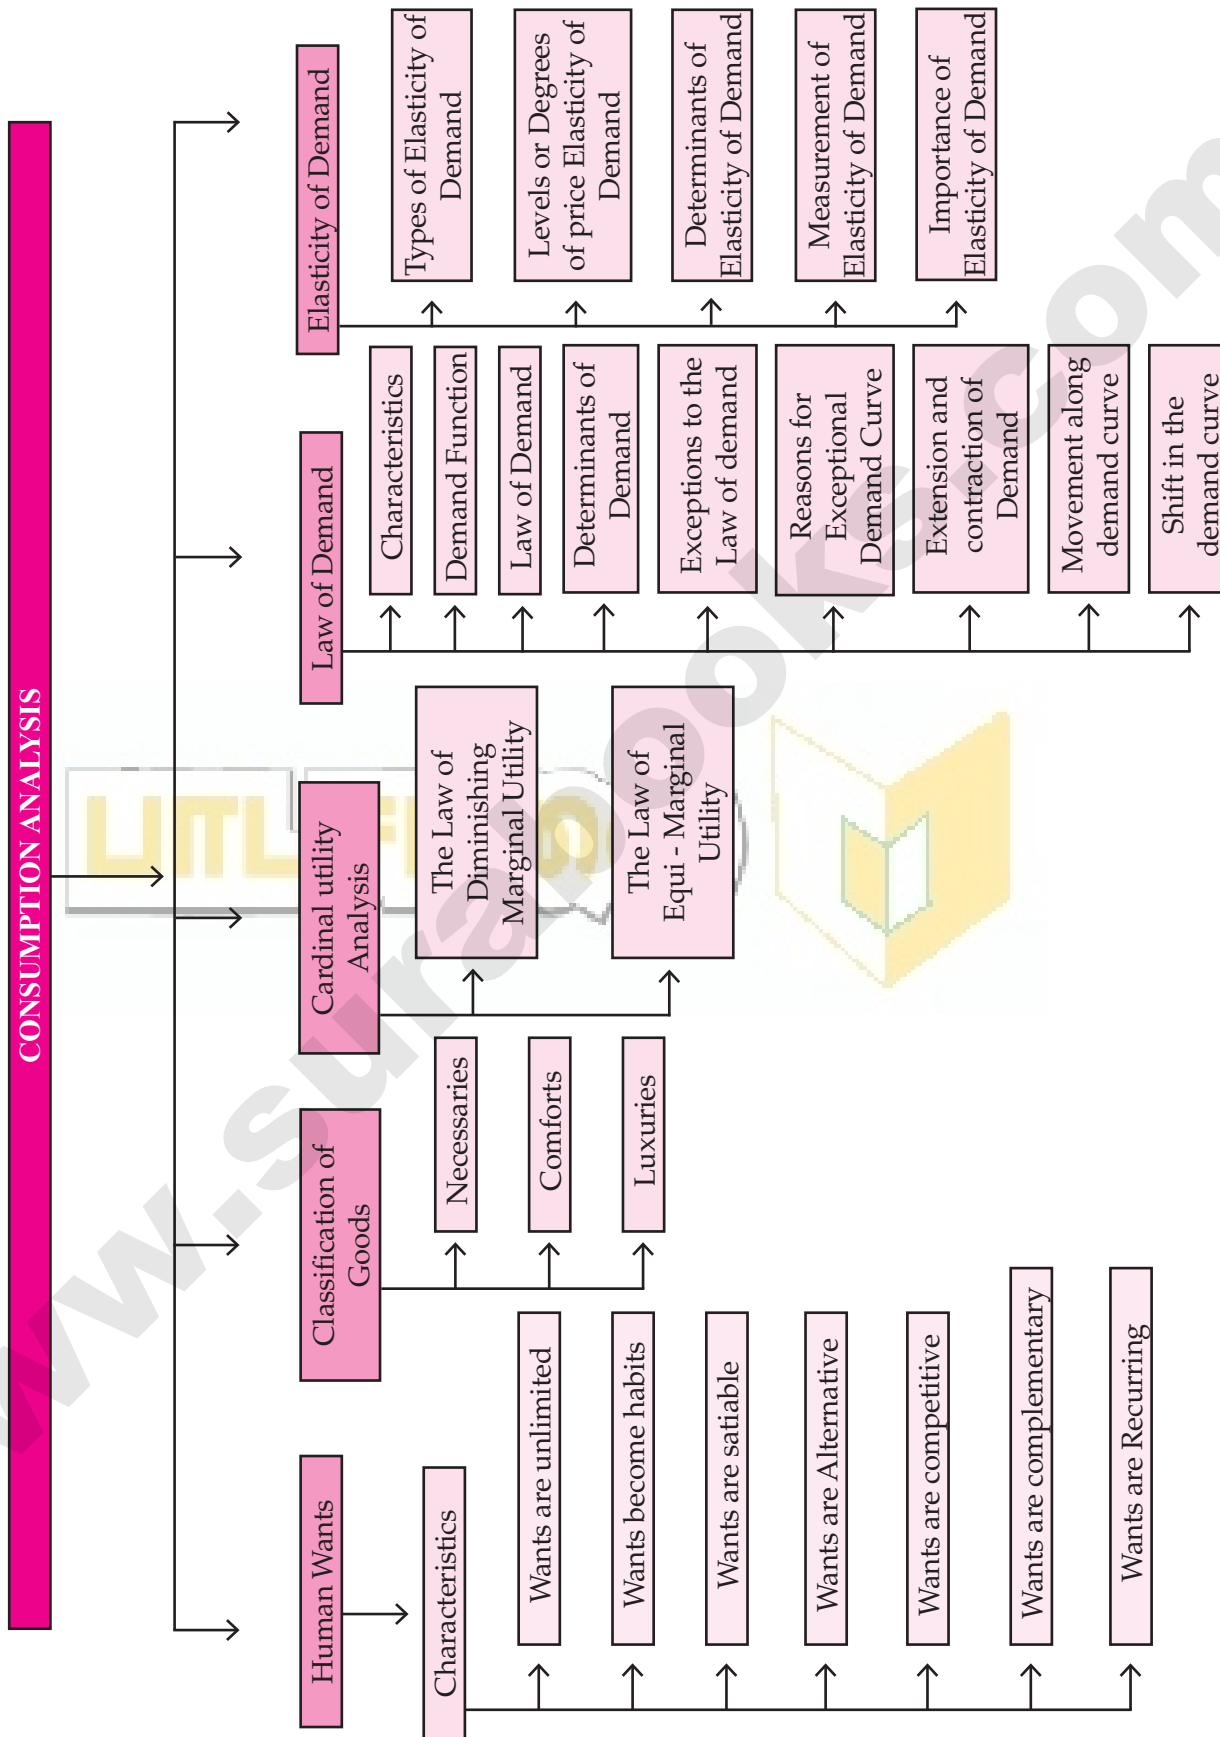 CONSUMPTION ANALYSIS
Human Wants
Characteristics
Wants are unlimited
Wants become habits
Wants are satiable
Wants are Alternative
Wants are competitive
Wants are complementary
Wants are Recurring
Classification of
Goods
Necessaries
Comforts
Luxuries
Cardinal utility
Analysis
The Law of
Diminishing
Marginal Utility
The Law of
Equi - Marginal
Utility
Law of Demand
Characteristics
Demand Function
Law of Demand
Determinants of
Demand
Exceptions to the
Law of demand
Reasons for
Exceptional
Demand Curve
Extension and
contraction of
Demand
Movement along
demand curve
Shift in the
demand curve
Elasticity of Demand
Types of Elasticity of
Demand
Levels or Degrees
of price Elasticity of
Demand
Determinants of
Elasticity of Demand
Measurement of
Elasticity of Demand
Importance of
Elasticity of Demand
www.surabooks.com